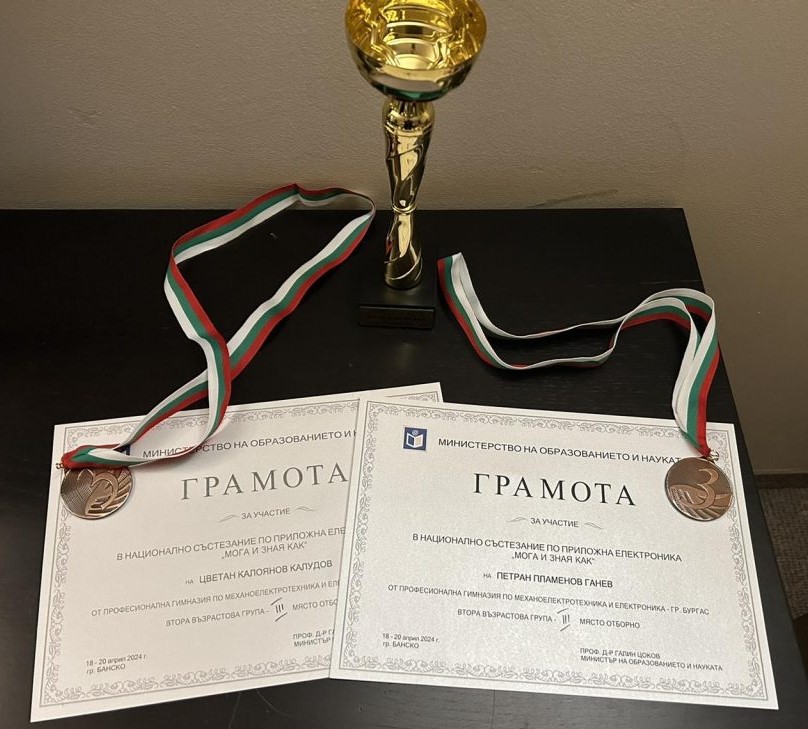 МИНИСТЕРСТВО НА ОБРАЗОВАНИЕТО И
ГРАМОТА
ЗА УЧАСТИЕ
В НАЦИОНАЛНО СЪСТЕЗАНИЕ ПО ПРИЛОЖНА
„МОГА И ЗНАЯ КАК“
НА ЦВЕТАН КАЛОЯНОВ КАЛУДОВ
ОТ ПРОФЕСИОНАЛНА ГИМНАЗИЯ ПО МЕХАНОЕЛЕКТРОТЕХНИКА И
ВТОРА ВЪЗРАСТОВА ГРУПА - III МЯСТО
18 - 20 април 2024 г.
гр. БАНСКО
ПРОФ. Д-Р
МИНИСТЪР
МИНИСТЕРСТВО НА ОБРАЗОВАНИЕТО И НАУКАТА
ГРАМОТА
ЗА УЧАСТИЕ
В НАЦИОНАЛНО СЪСТЕЗАНИЕ ПО ПРИЛОЖНА ЕЛЕКТРОНИКА
„МОГА И ЗНАЯ КАК“
НА ПЕТРАН ПЛАМЕНОВ ГАНЕВ
ОТ ПРОФЕСИОНАЛНА ГИМНАЗИЯ ПО МЕХАНОЕЛЕКТРОТЕХНИКА И ЕЛЕКТРОНИКА - ГР. БУРГАС
ВТОРА ВЪЗРАСТОВА ГРУПА - III МЯСТО ОТБОРНО
18 - 20 април 2024 г.
гр. БАНСКО
ПРОФ. Д-Р ГАЛИН ЦОКОВ
МИНИСТЪР НА ОБРАЗОВАНИЕТО И НАУКАТА
3